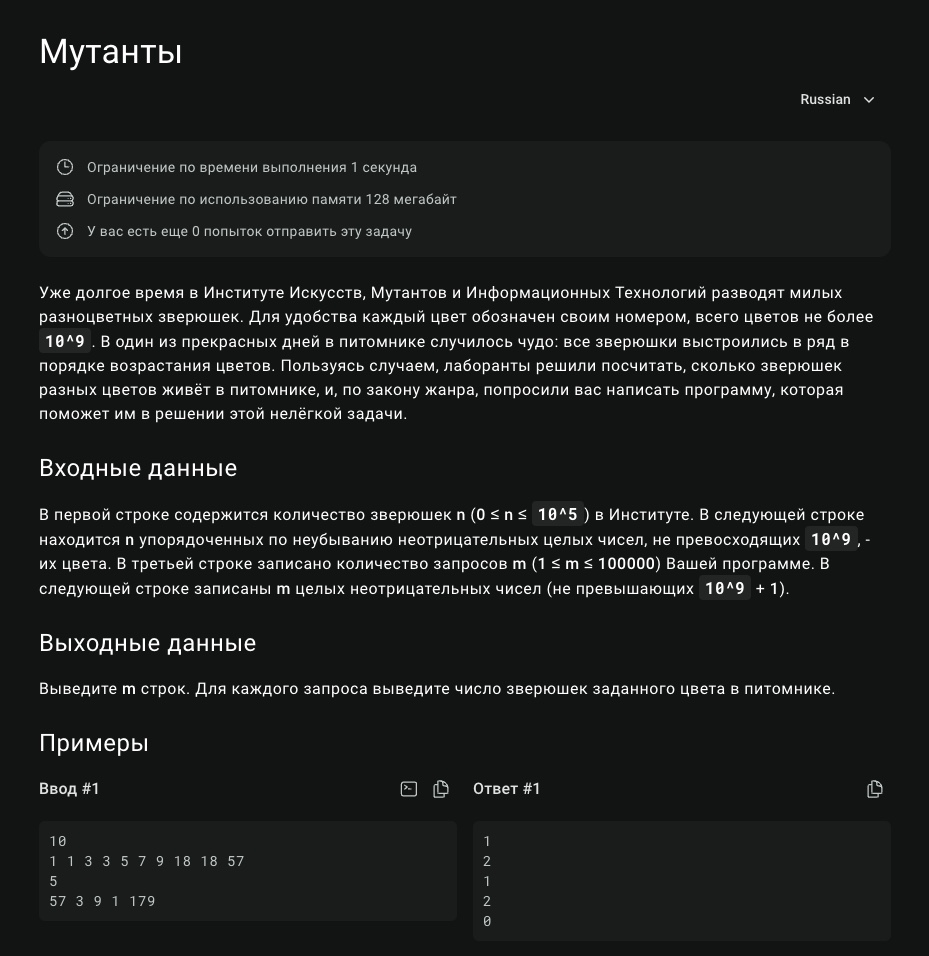 Мутанты
Russian
Ограничение по времени выполнения 1 секунда
Ограничение по использованию памяти 128 мегабайт
У вас есть еще 0 попыток отправить эту задачу
Уже долгое время в Институте Искусств, Мутантов и Информационных Технологий разводят милых
разноцветных зверюшек. Для удобства каждый цвет обозначен своим номером, всего цветов не более
10^9. В один из прекрасных дней в питомнике случилось чудо: все зверюшки выстроились в ряд в
порядке возрастания цветов. Пользуясь случаем, лаборанты решили посчитать, сколько зверюшек
разных цветов живёт в питомнике, и, по закону жанра, попросили вас написать программу, которая
поможет им в решении этой нелёгкой задачи.
Входные данные
В первой строке содержится количество зверюшек n (0 ≤ n ≤ 10^5) в Институте. В следующей строке
находится n упорядоченных по неубыванию неотрицательных целых чисел, не превосходящих 10^9, -
их цвета. В третьей строке записано количество запросов m (1 ≤ m ≤ 100000) Вашей программе. В
следующей строке записаны m целых неотрицательных чисел (не превышающих 10^9 + 1).
Выходные данные
Выведите m строк. Для каждого запроса выведите число зверюшек заданного цвета в питомнике.
Примеры
Ввод #1
10
1 1 3 3 5 7 9 18 18 57
5
57 3 9 1 179
Ответ #1
1
2
1
2
0